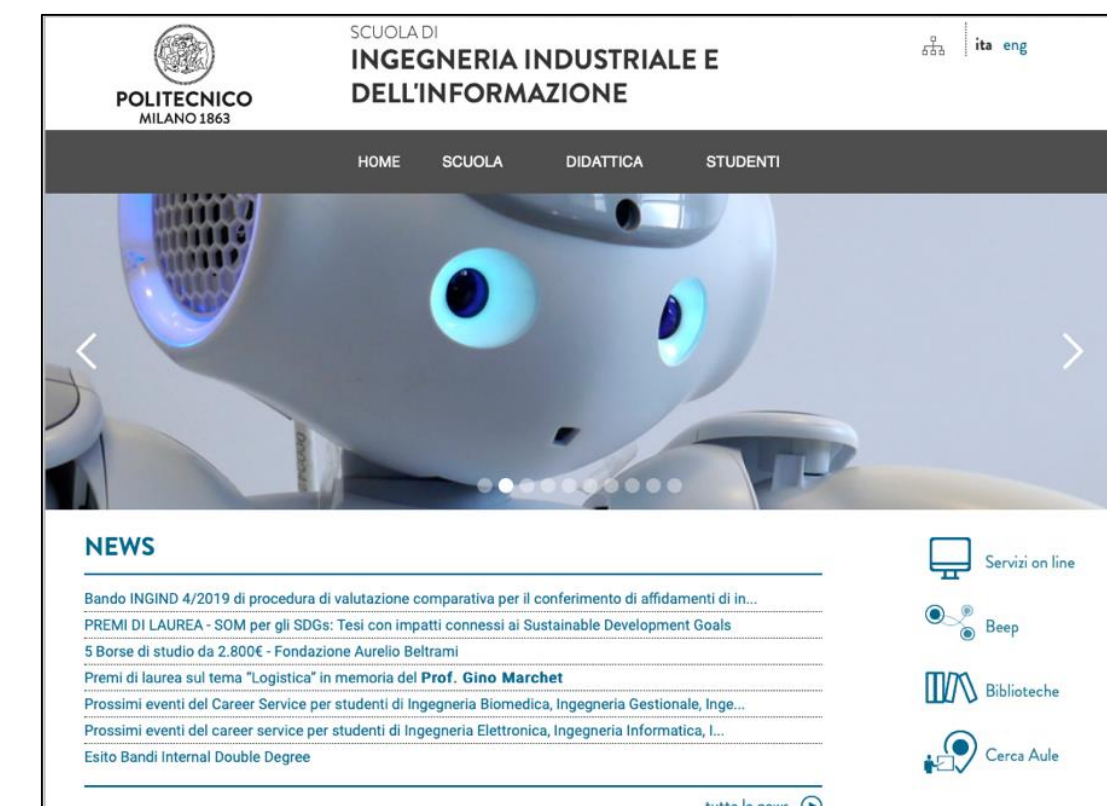 POLITECNICO
MILANO 1863
SCUOLA DI
INGEGNERIA INDUSTRIALE E
DELL'INFORMAZIONE
ita eng
HOME SCUOLA DIDATTICA STUDENTI
NEWS
Bando INGIND 4/2019 di procedura di valutazione comparativa per il conferimento di affidamenti di in...
PREMI DI LAUREA - SOM per gli SDGs: Tesi con impatti connessi ai Sustainable Development Goals
5 Borse di studio da 2.800€ - Fondazione Aurelio Beltrami
Premi di laurea sul tema "Logistica" in memoria del Prof. Gino Marchet
Prossimi eventi del Career Service per studenti di Ingegneria Biomedica, Ingegneria Gestionale, Inge...
Prossimi eventi del career service per studenti di Ingegneria Elettronica, Ingegneria Informatica, I...
Esito Bandi Internal Double Degree
tutte le news
Servizi on line
Beep
Biblioteche
Cerca Aule